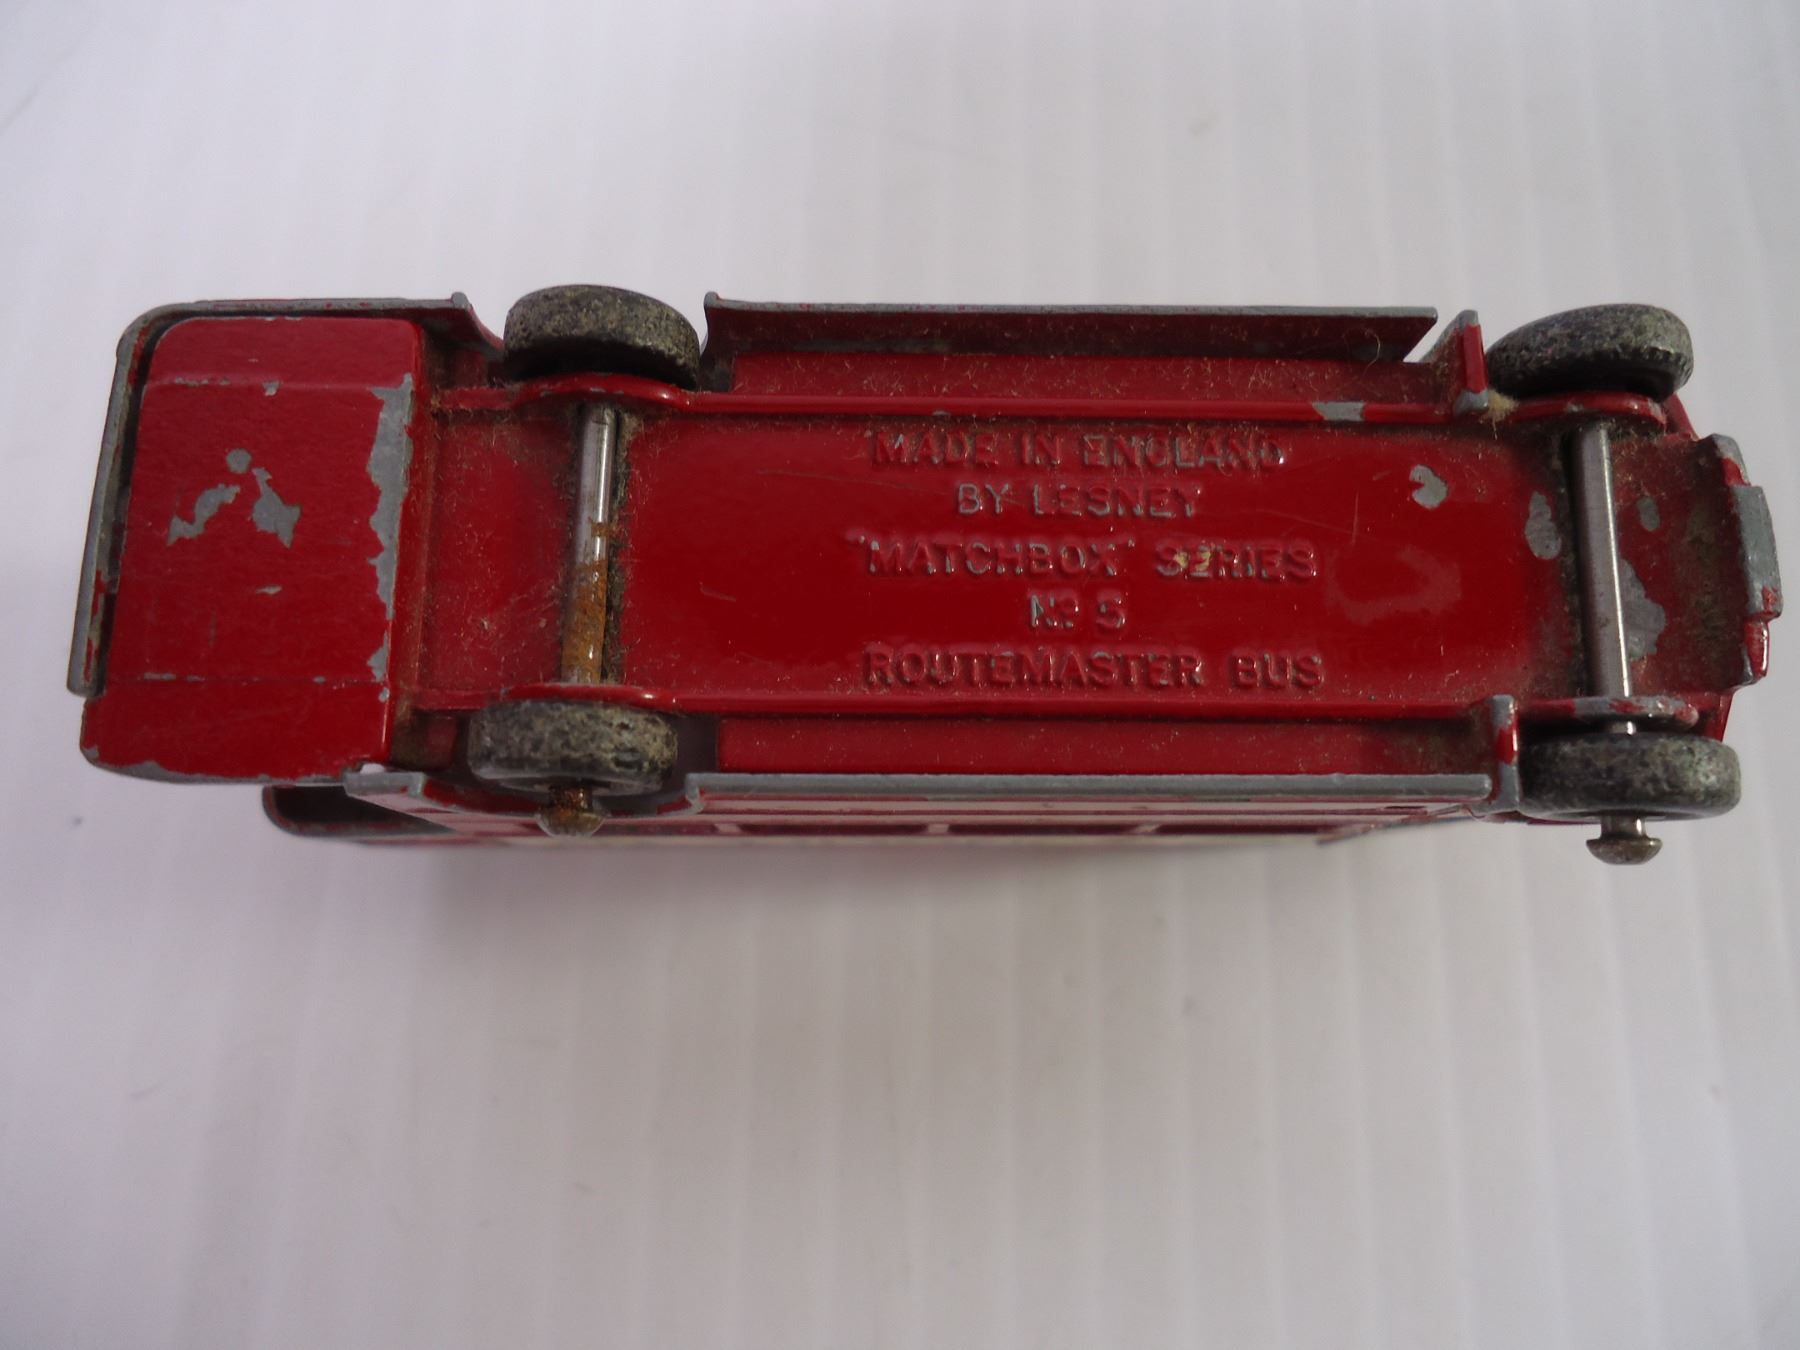 MADE IN ENGLAND
BY LESNEY
"MATCHBOX" SERIES
No 5
ROUTEMASTER BUS